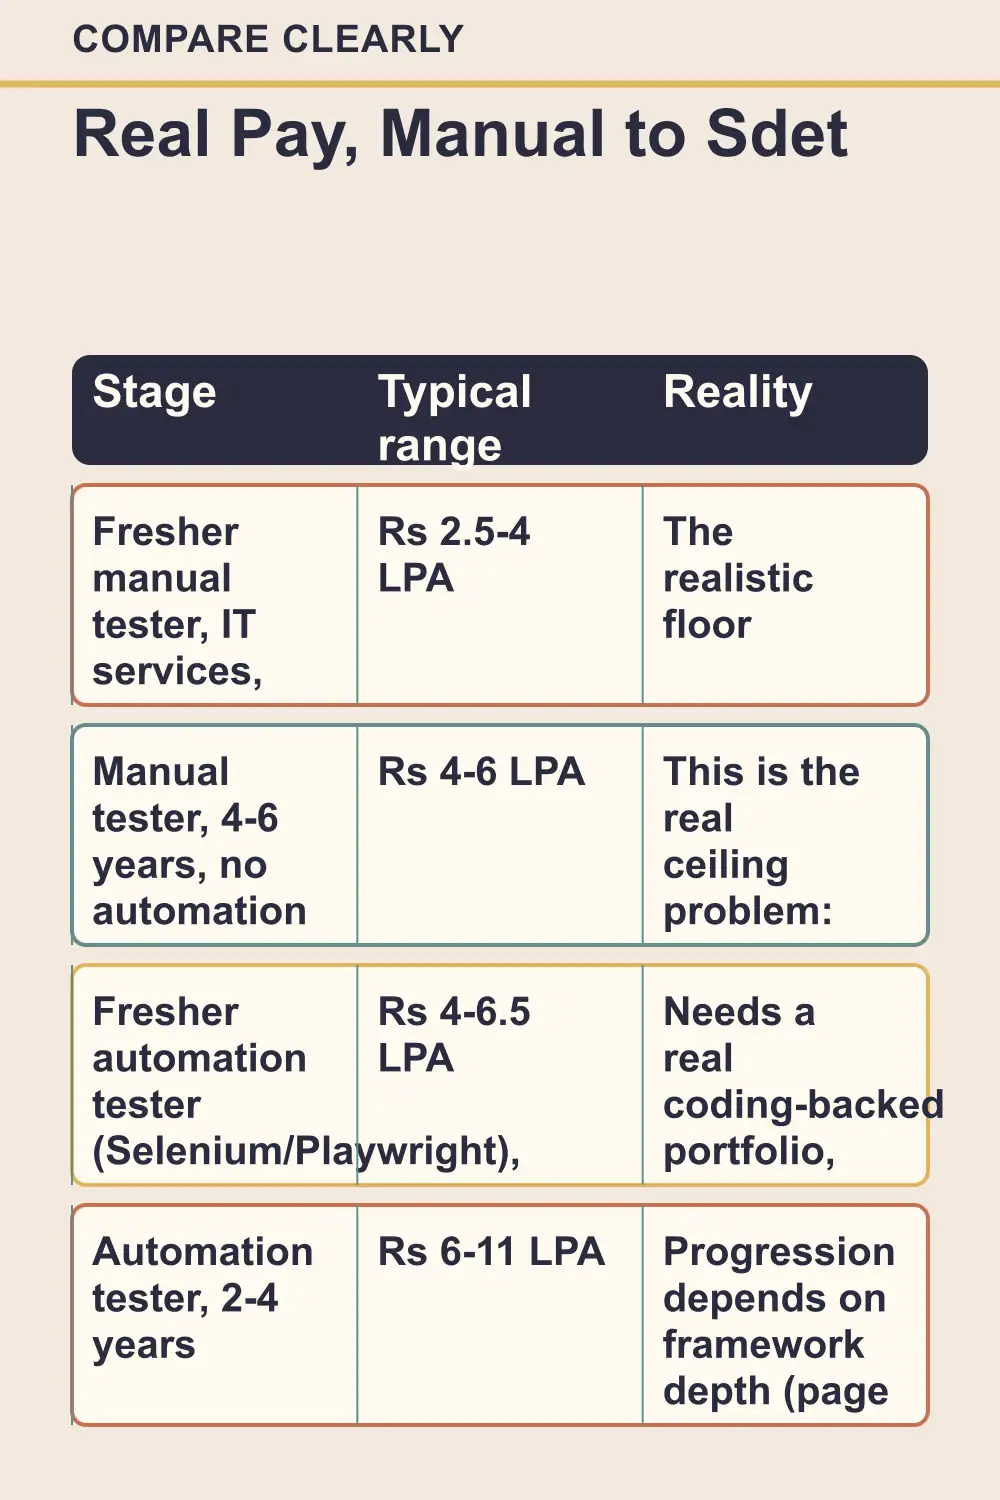 COMPARE CLEARLY
Real Pay, Manual to Sdet
Stage
Typical
range
Reality
Fresher
manual
tester, IT
services,
Rs 2.5-4
LPA
The
realistic
floor
Manual
tester, 4-6
years, no
automation
Rs 4-6 LPA
This is the
real
ceiling
problem:
Fresher
automation
tester
(Selenium/Playwright),
Rs 4-6.5
LPA
Needs a
real
coding-backed
portfolio,
Automation
tester, 2-4
years
Rs 6-11 LPA
Progression
depends on
framework
depth (page